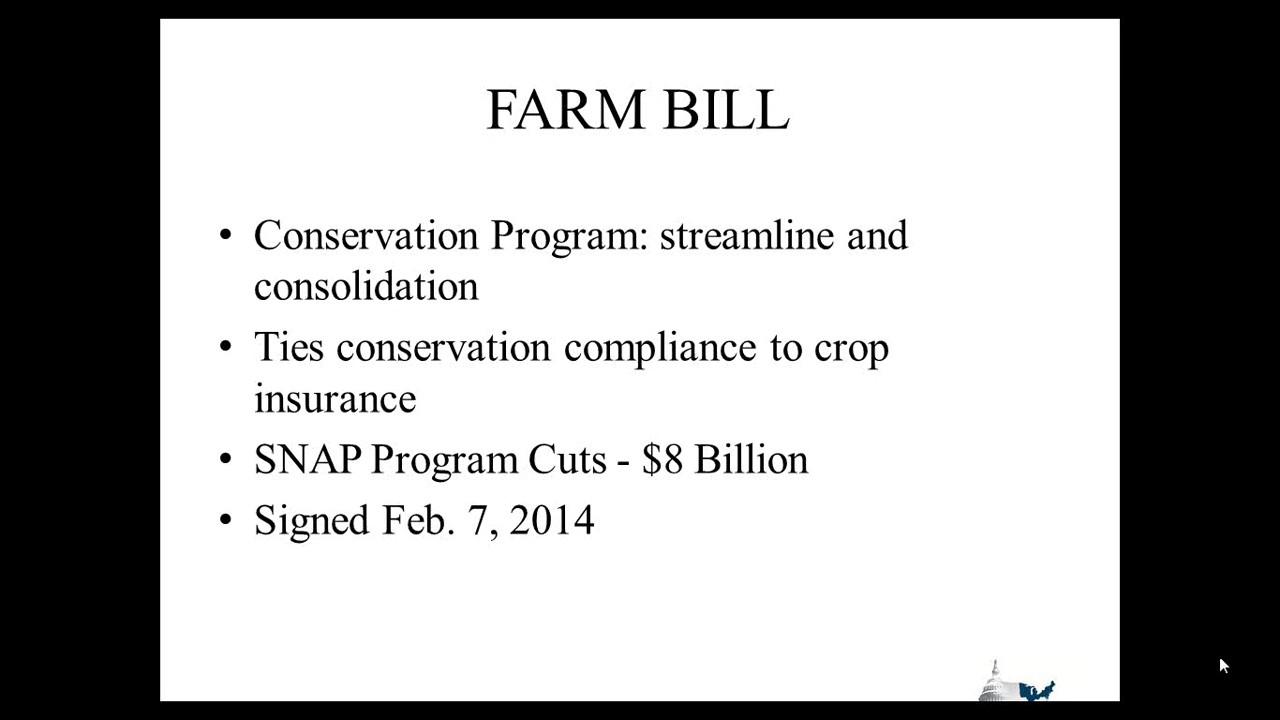 FARM BILL
• Conservation Program: streamline and
consolidation
• Ties conservation compliance to crop
insurance
• SNAP Program Cuts - $8 Billion
• Signed Feb. 7, 2014